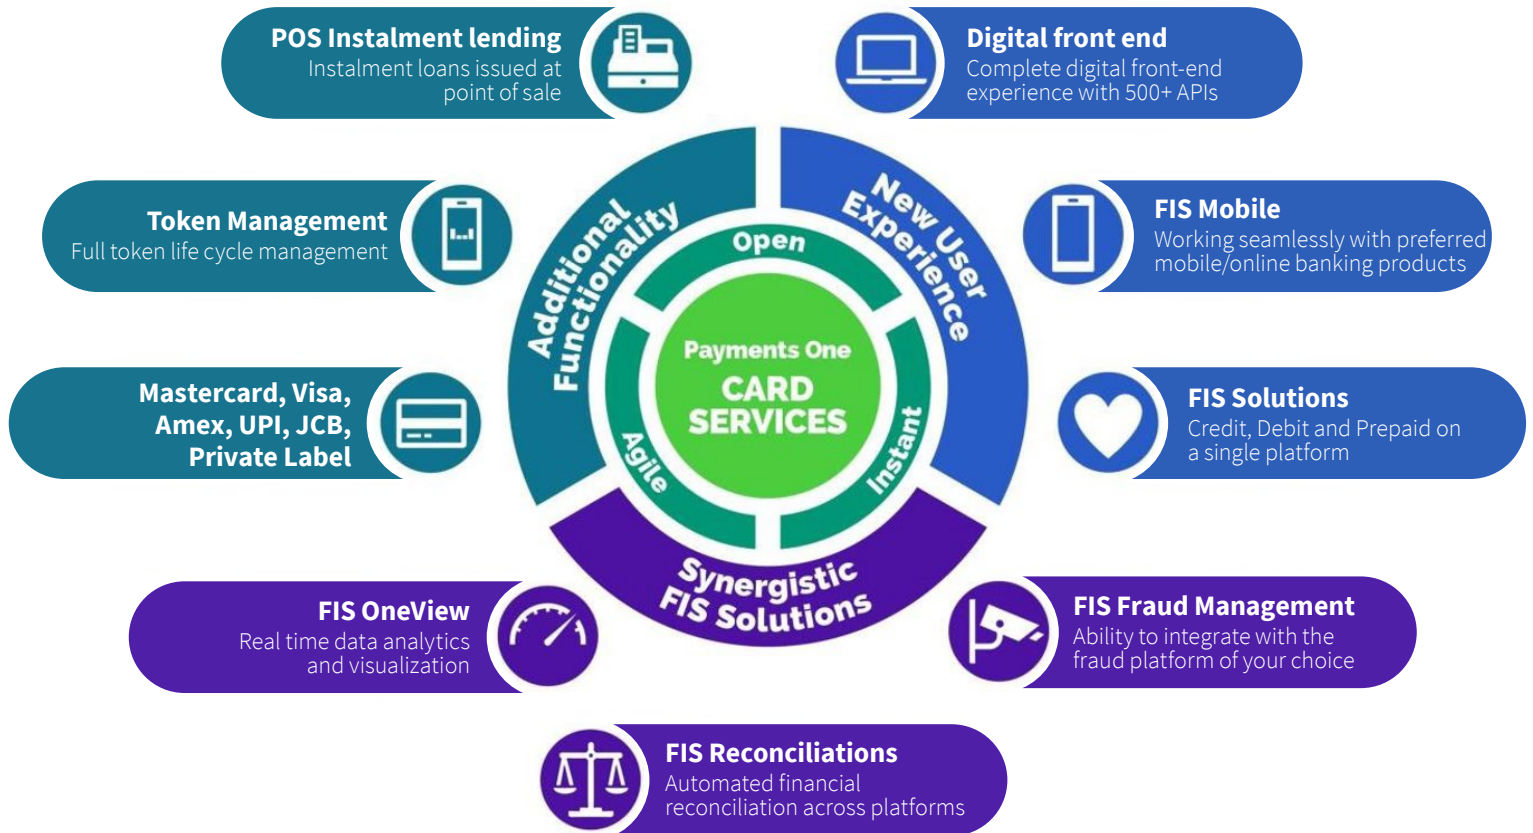 POS Instalment lending
Instalment loans issued at
point of sale
Digital front end
Complete digital front-end
experience with 500+ APIs
Token Management
Full token life cycle management
FIS Mobile
Working seamlessly with preferred
mobile/online banking products
Mastercard, Visa,
Amex, UPI, JCB,
Private Label
FIS Solutions
Credit, Debit and Prepaid on
a single platform
Additional
Functionality
New User
Experience
Open
Agile
Instant
Payments One
CARD
SERVICES
Synergistic
FIS Solutions
FIS OneView
Real time data analytics
and visualization
FIS Fraud Management
Ability to integrate with the
fraud platform of your choice
FIS Reconciliations
Automated financial
reconciliation across platforms